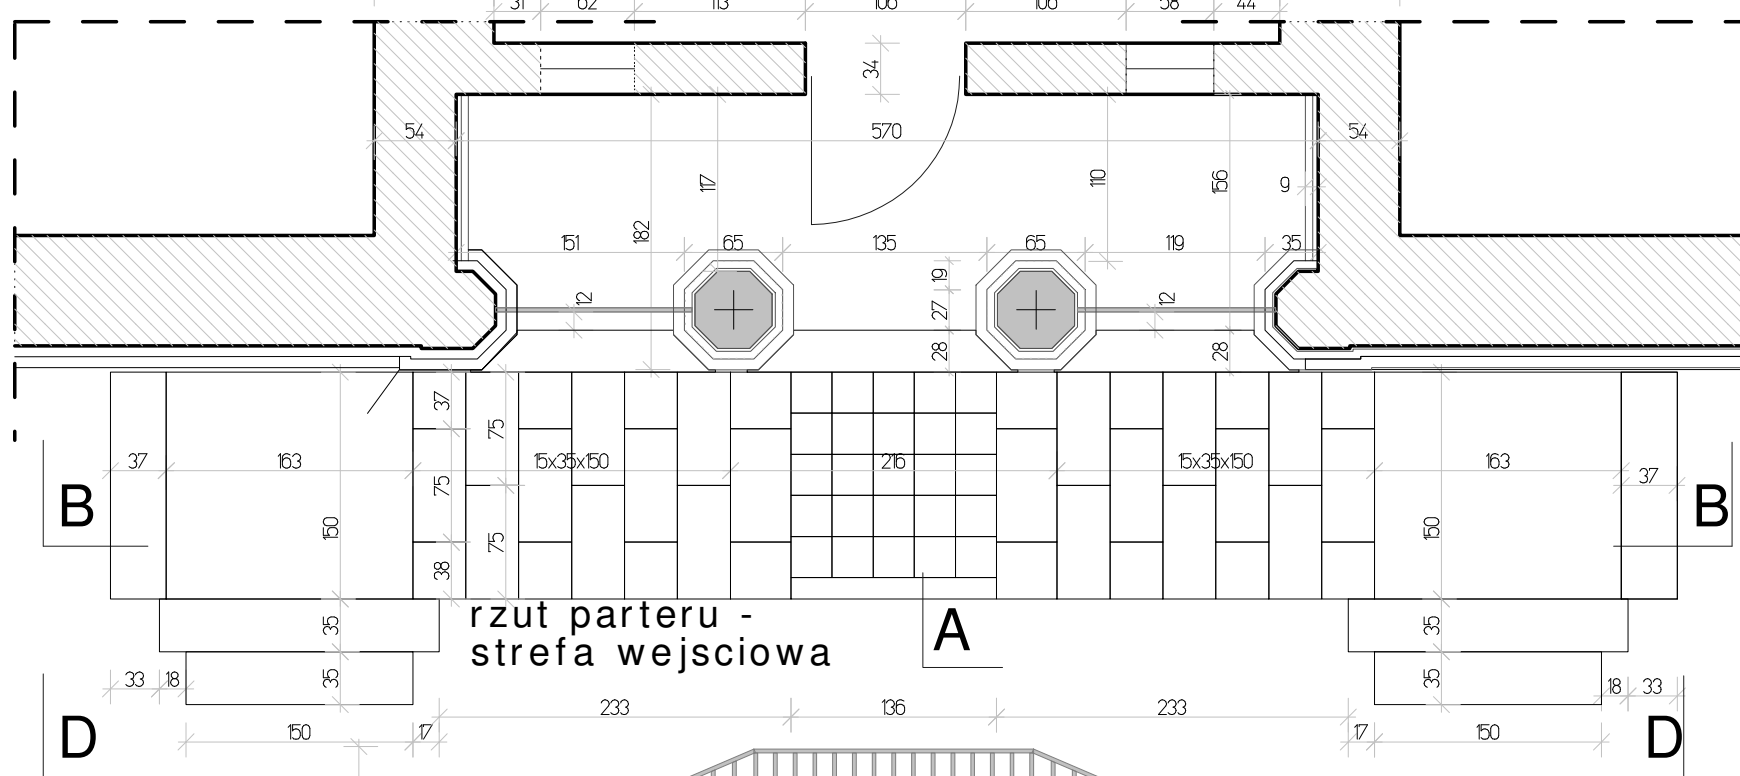 31 62 113 106 106 58 44
34
54 570 54
117 110 156 9
182
151 65 135 65 119 35
19
12 27 12
28 28
37 75
37 163 15x35x150 216 15x35x150 163 37
75
B 150 75 150 B
38
rzut parteru -
strefa wejsciowa
A
35 35
33 18 35 35 18 33
233 136 233
D 150 17 17 150 D